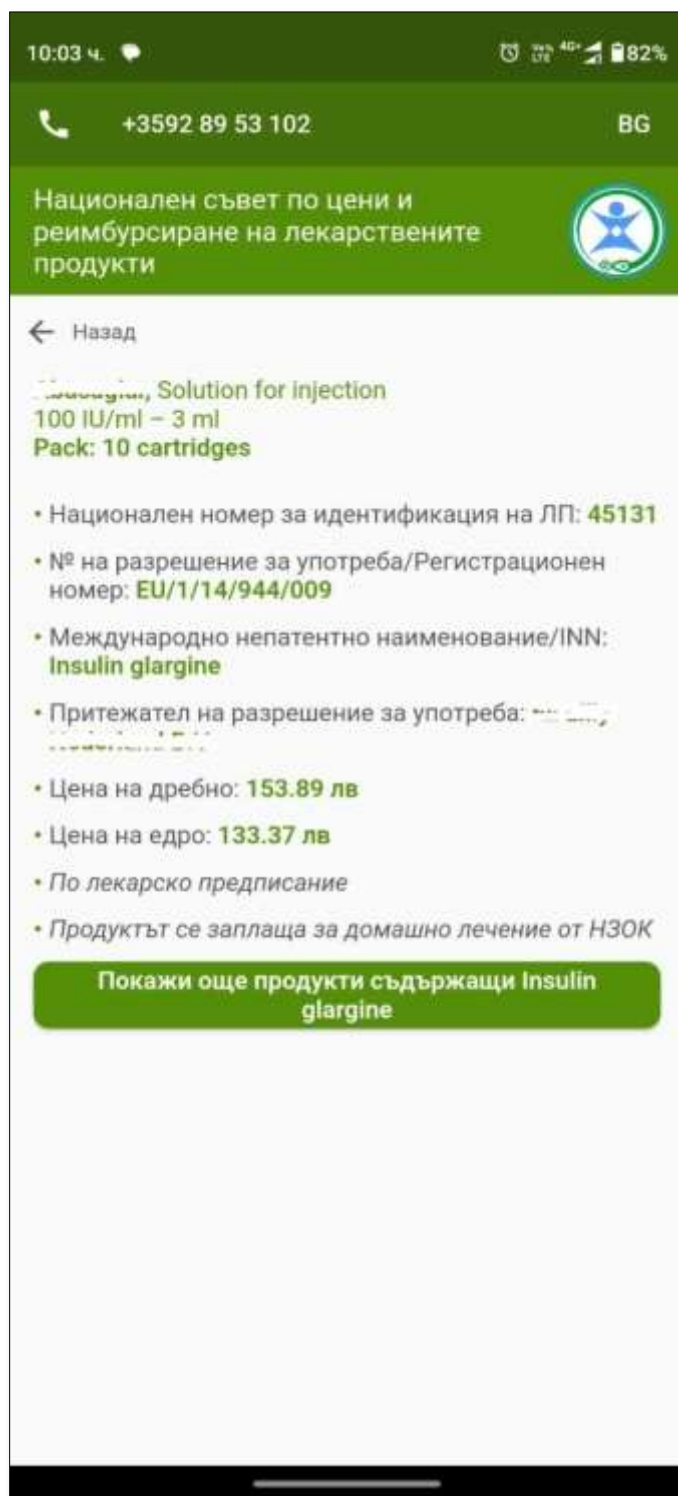 10:03 ч.
Vo))
LTE
4G+
82%
+3592 89 53 102
BG
Национален съвет по цени и
реимбурсиране на лекарствените
продукти
Назад
Solution for injection
100 IU/ml – 3 ml
Pack: 10 cartridges
• Национален номер за идентификация на ЛП: 45131
• № на разрешение за употреба/Регистрационен
номер: EU/1/14/944/009
• Международно непатентно наименование/INN:
Insulin glargine
• Притежател на разрешение за употреба:
• Цена на дребно: 153.89 лв
• Цена на едро: 133.37 лв
• По лекарско предписание
• Продуктът се заплаща за домашно лечение от НЗОК
Покажи още продукти съдържащи Insulin
glargine